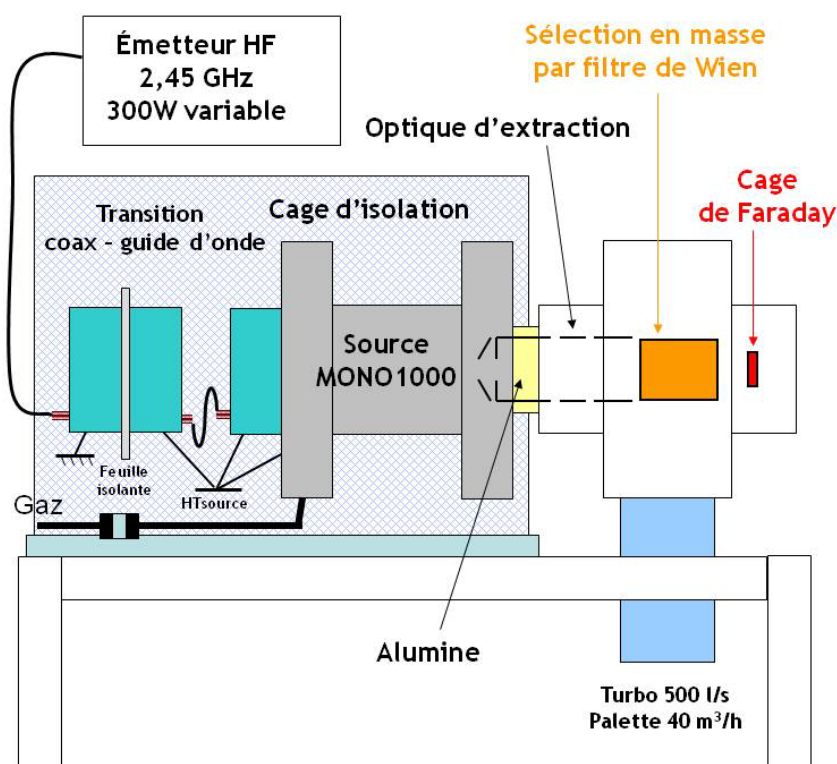 Émetteur HF
2,45 GHz
300W variable
Sélection en masse
par filtre de Wien
Optique d'extraction
Cage
de Faraday
Transition
coax - guide d'onde
Cage d'isolation
Source
MONO1000
Feuille
isolante
HTsource
Gaz
Alumine
Turbo 500 l/s
Palette 40 m³/h